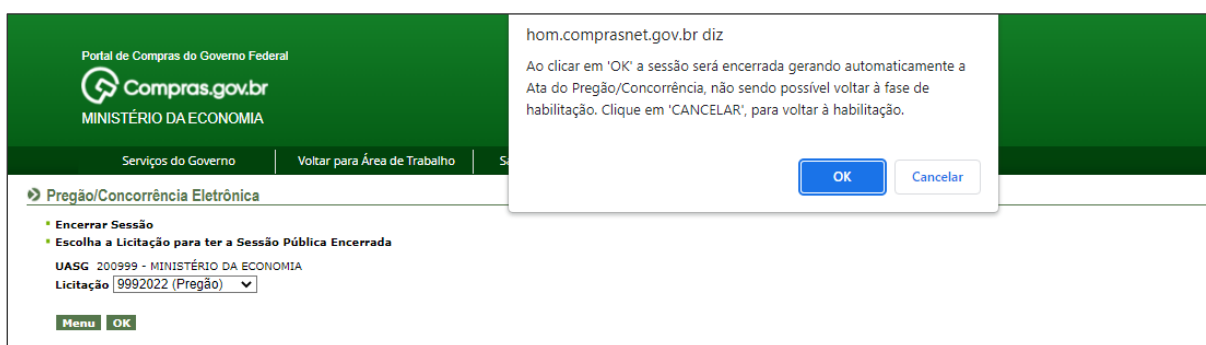 Portal de Compras do Governo Federal
Compras.gov.br
MINISTÉRIO DA ECONOMIA
hom.comprasnet.gov.br diz
Ao clicar em 'OK' a sessão será encerrada gerando automaticamente a
Ata do Pregão/Concorrência, não sendo possível voltar à fase de
habilitação. Clique em 'CANCELAR', para voltar à habilitação.
OK Cancelar
Serviços do Governo Voltar para Área de Trabalho
Pregão/Concorrência Eletrônica
Encerrar Sessão
Escolha a Licitação para ter a Sessão Pública Encerrada
UASG 200999 - MINISTÉRIO DA ECONOMIA
Licitação 9992022 (Pregão)
Menu OK